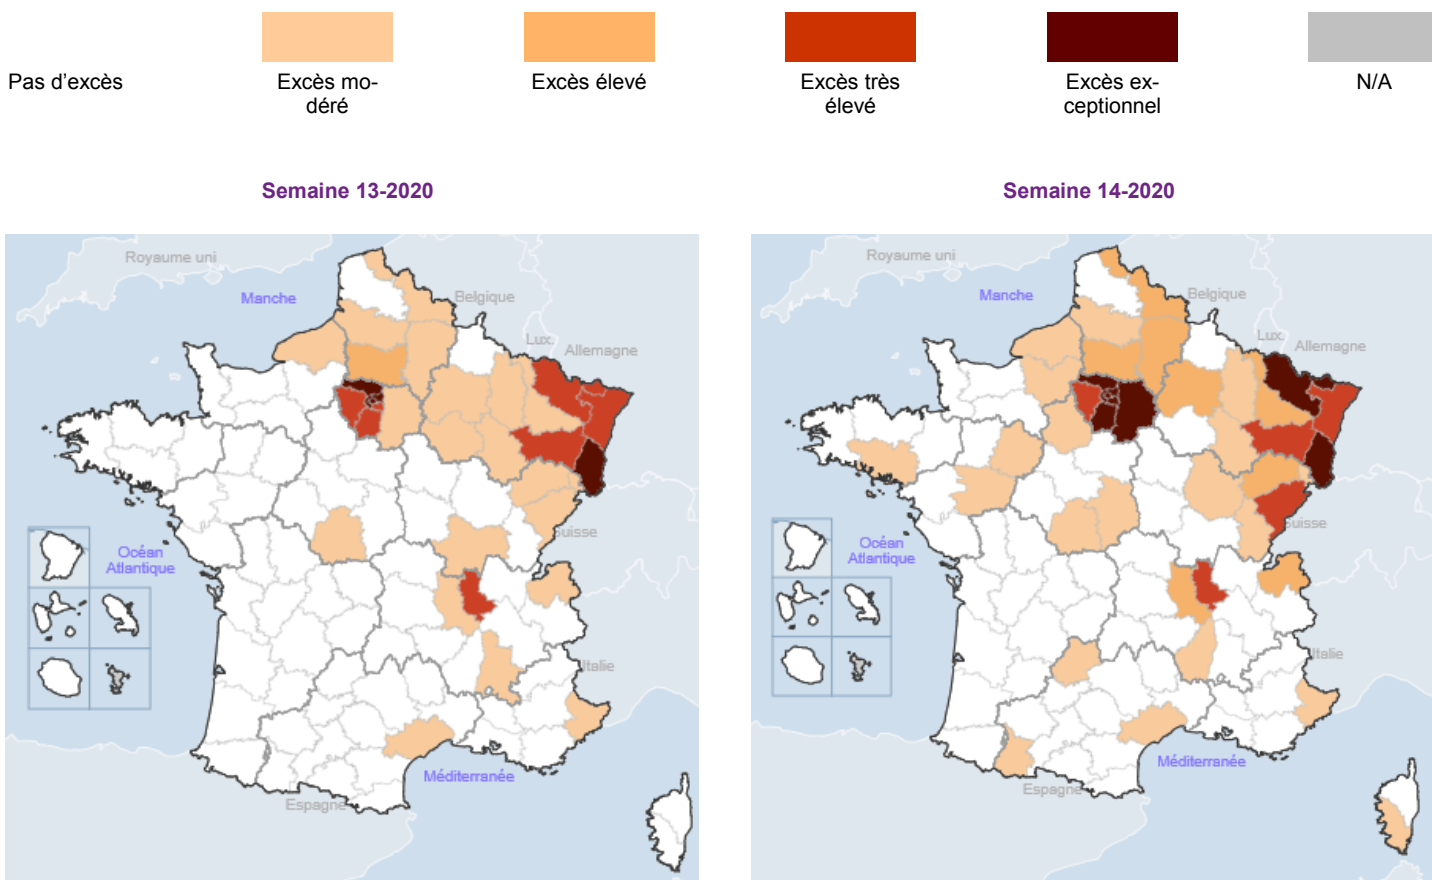 Pas d'excès
Excès mo-
déré
Excès élevé
Excès très
élevé
Excès ex-
ceptionnel
N/A
Semaine 13-2020
Semaine 14-2020
Royaume uni
Manche
Belgique
Lux.
Allemagne
Suisse
Océan
Atlantique
Italie
Méditerranée
Espagne
Royaume uni
Manche
Belgique
Lux.
Allemagne
Suisse
Océan
Atlantique
Italie
Méditerranée
Espagne